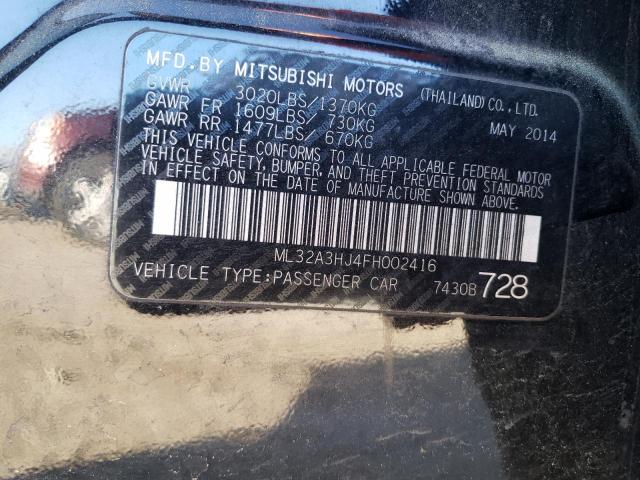 MFD. BY MITSUBISHI MOTORS (THAILAND) CO., LTD.
GVWR 3020LBS/1370KG MAY 2014
GAWR FR 1609LBS/ 730KG
GAWR RR 1477LBS/ 670KG
THIS VEHICLE CONFORMS TO ALL APPLICABLE FEDERAL MOTOR
VEHICLE SAFETY, BUMPER, AND THEFT PREVENTION STANDARDS
IN EFFECT ON THE DATE OF MANUFACTURE SHOWN ABOVE.
ML32A3HJ4FH002416
VEHICLE TYPE:PASSENGER CAR 7430B 728